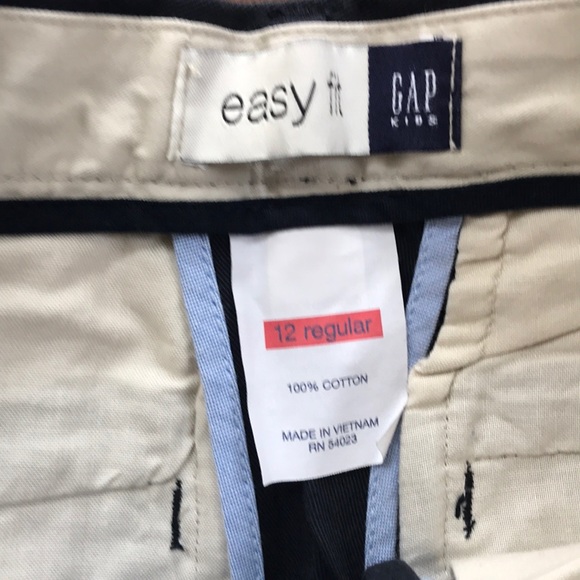 easy fit
GAP
KIDS
12 regular
100% COTTON
MADE IN VIETNAM
RN 54023